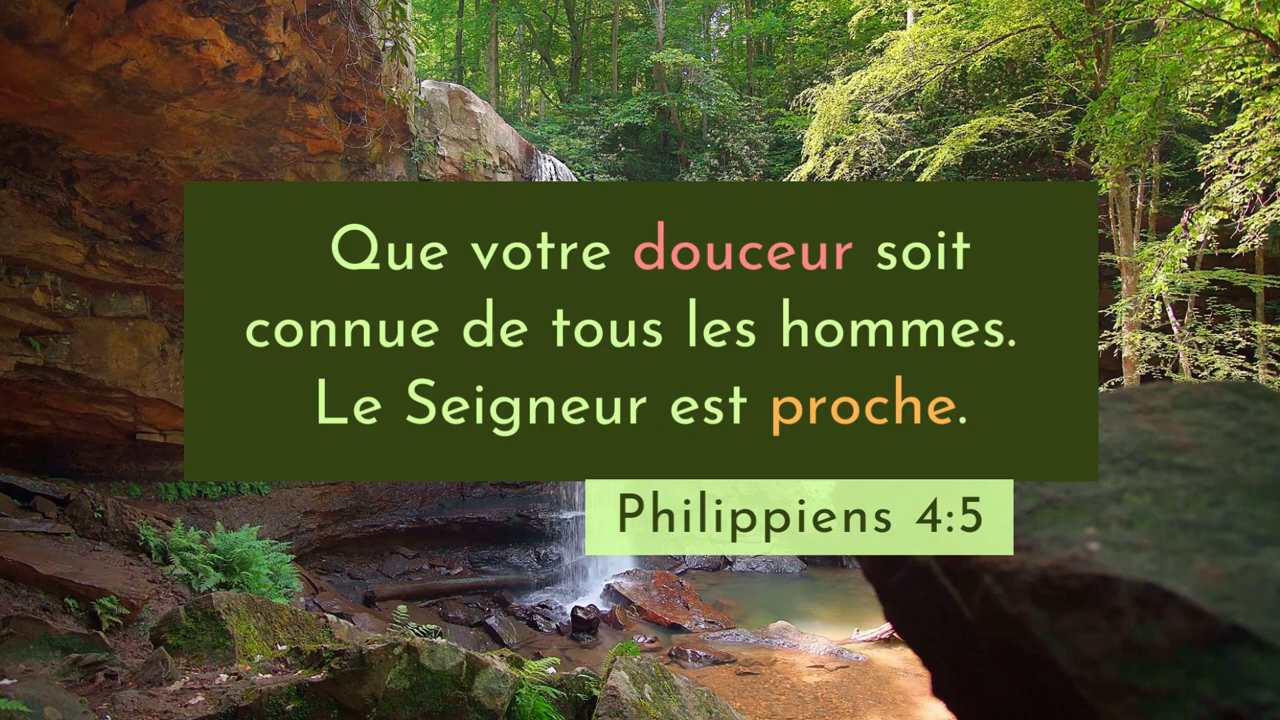 Que votre douceur soit
connue de tous les hommes.
Le Seigneur est proche.
Philippiens 4:5